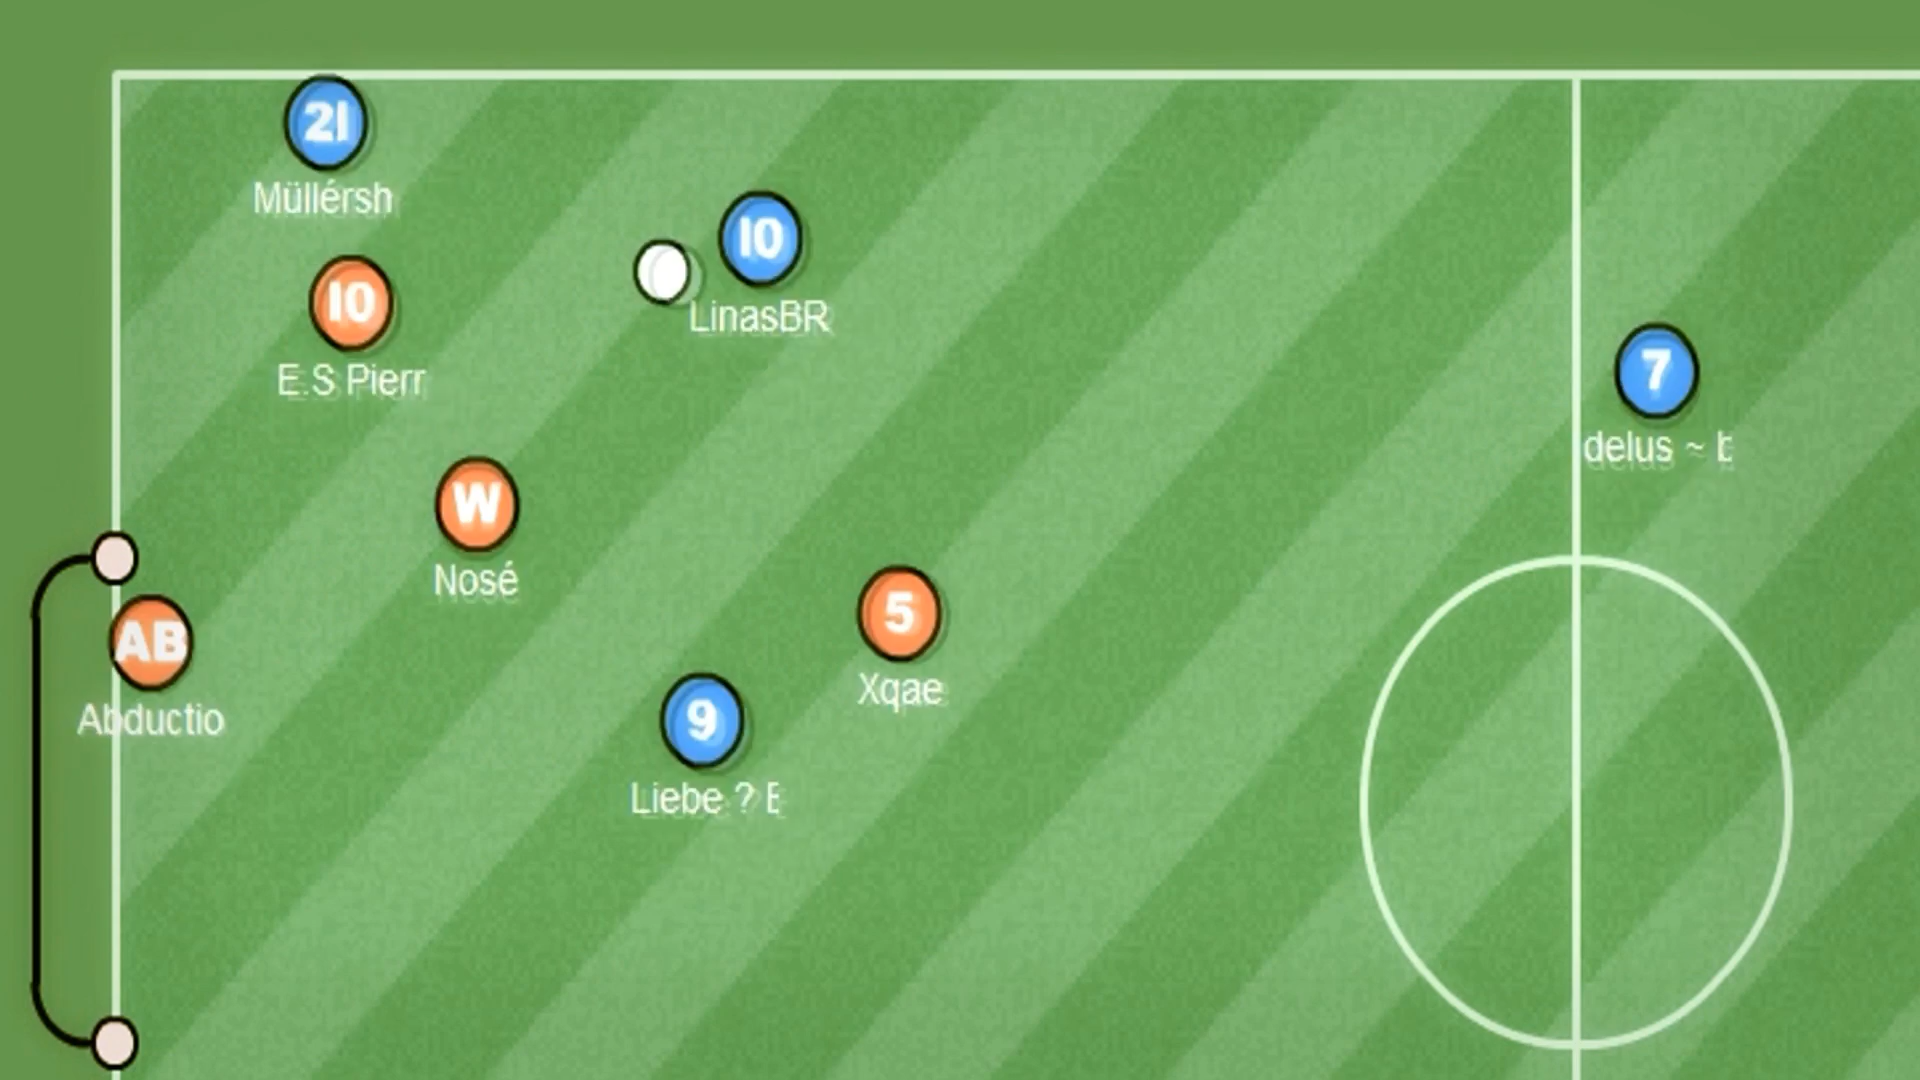 21
Müllérsh
10
LinasBR
10
E.S Pierr
7
delus ~ b
W
Nosé
5
Xqae
AB
Abductio
9
Liebe ? E